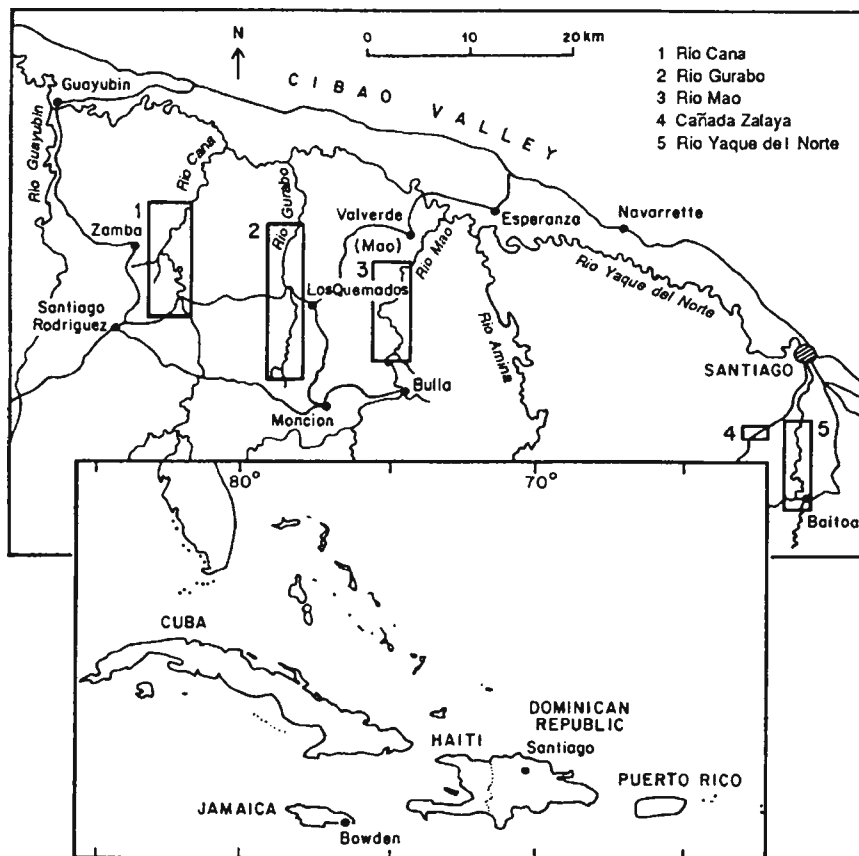 N
0 10 20 km
1 Rio Cana
2 Rio Gurabo
3 Rio Mao
4 Cañada Zalaya
5 Rio Yaque del Norte
CIBAO VALLEY
Guayubin
Rio Guayubin
Rio Cana
1
Zamba
Santiago
Rodriguez
2
Rio Gurabo
Valverde
(Mao)
Rio Mao
3
Los Quemados
Esperanza
Navarrette
Rio Yaque del Norte
Rio Amina
SANTIAGO
Bulla
Moncion
4
5
Baitoa
80°
70°
CUBA
DOMINICAN
REPUBLIC
HAITI
Santiago
PUERTO RICO
JAMAICA
Bowden